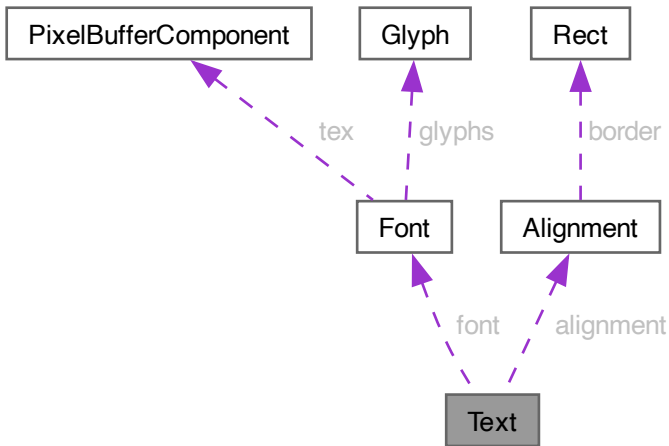 PixelBufferComponent
Glyph
Rect
tex
glyphs
border
Font
Alignment
font
alignment
Text